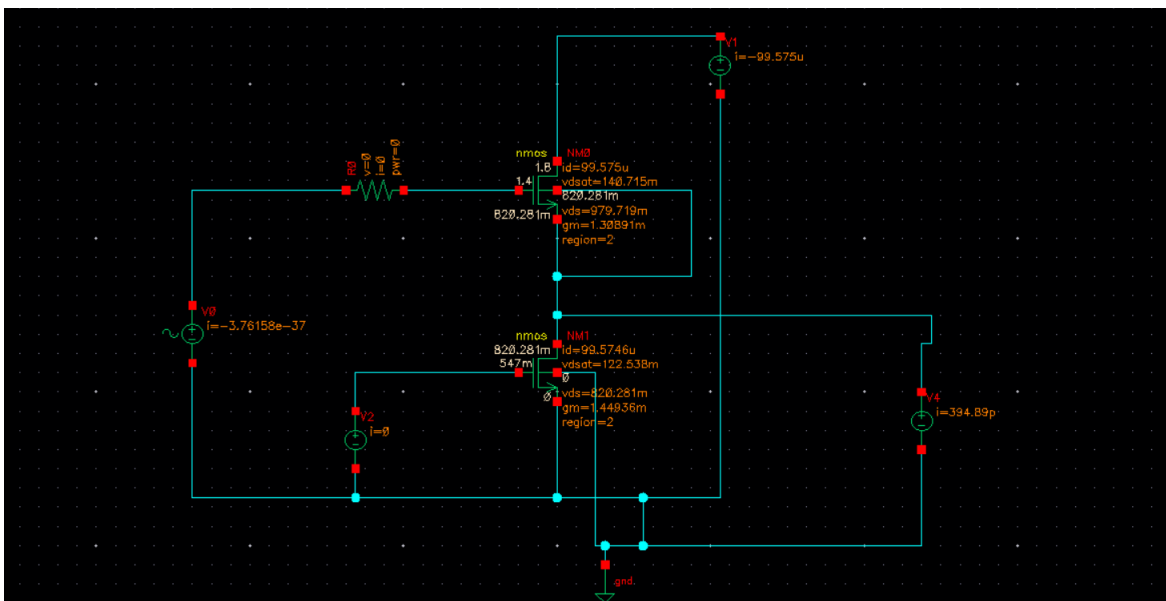 V1
i=-99.575u
nmos
NM0
1.8
id=99.575u
1.4
vdsat=140.715m
820.281m
820.281m
vds=979.719m
gm=1.30891m
region=2
R0
v=0
i=0
pwr=0
V0
i=-3.76158e-37
nmos
NM1
820.281m
id=99.5746u
547m
vdsat=122.538m
0
0
vds=820.281m
gm=1.44936m
region=2
V2
i=0
V4
i=394.89p
gnd